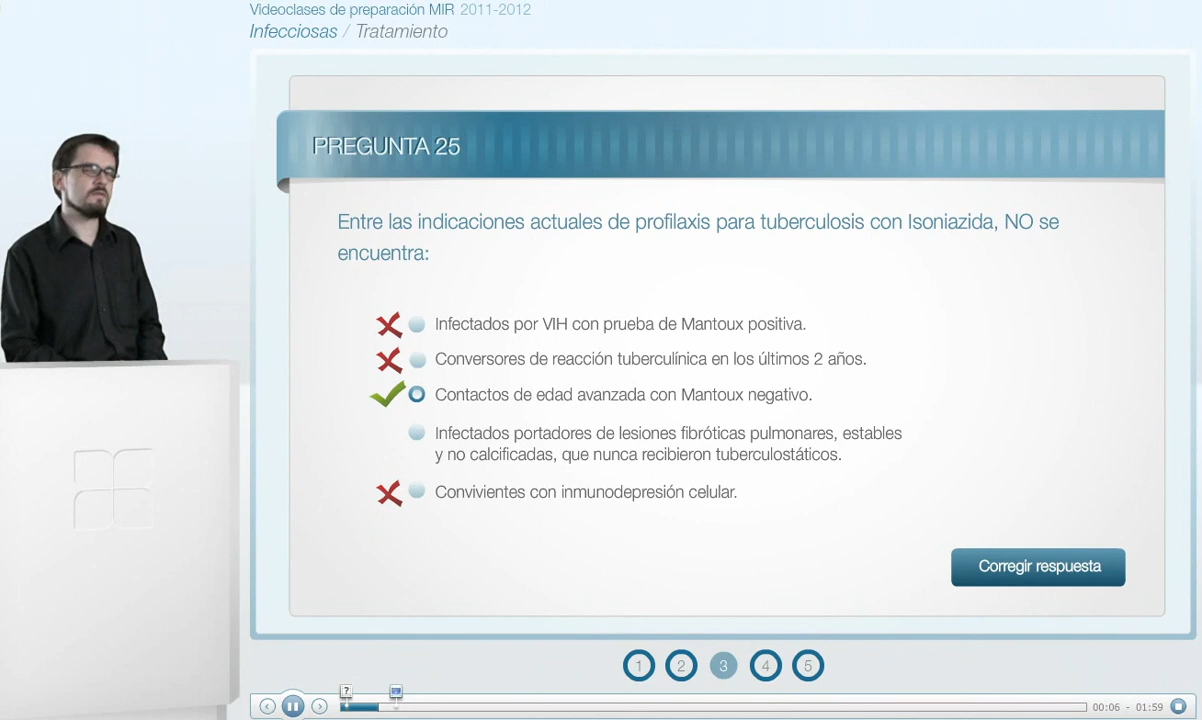 Videoclases de preparación MIR 2011-2012
Infecciosas / Tratamiento
PREGUNTA 25
Entre las indicaciones actuales de profilaxis para tuberculosis con Isoniazida, NO se
encuentra:
Infectados por VIH con prueba de Mantoux positiva.
Conversores de reacción tuberculínica en los últimos 2 años.
Contactos de edad avanzada con Mantoux negativo.
Infectados portadores de lesiones fibróticas pulmonares, estables
y no calcificadas, que nunca recibieron tuberculostáticos.
Convivientes con inmunodepresión celular.
Corregir respuesta
1 2 3 4 5
?
00:06 - 01:59